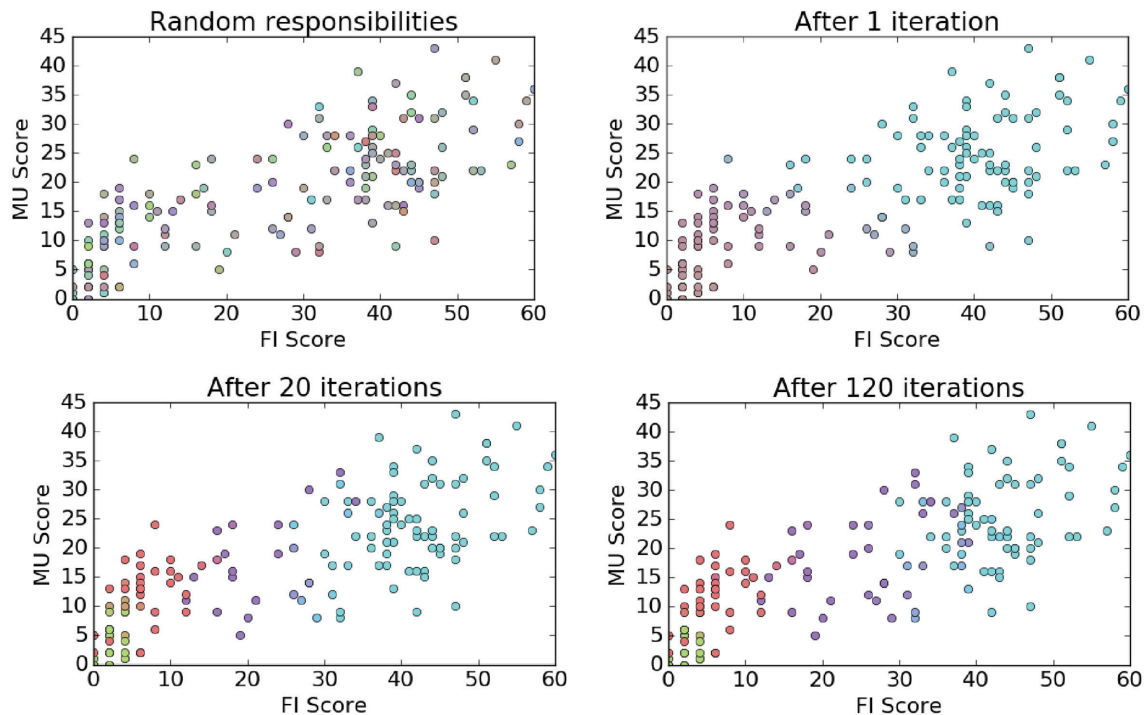 Random responsibilities
45
40
35
30
25
20
15
10
5
0
MU Score
0 10 20 30 40 50 60
FI Score
After 1 iteration
45
40
35
30
25
20
15
10
5
0
MU Score
0 10 20 30 40 50 60
FI Score
After 20 iterations
45
40
35
30
25
20
15
10
5
0
MU Score
0 10 20 30 40 50 60
FI Score
After 120 iterations
45
40
35
30
25
20
15
10
5
0
MU Score
0 10 20 30 40 50 60
FI Score